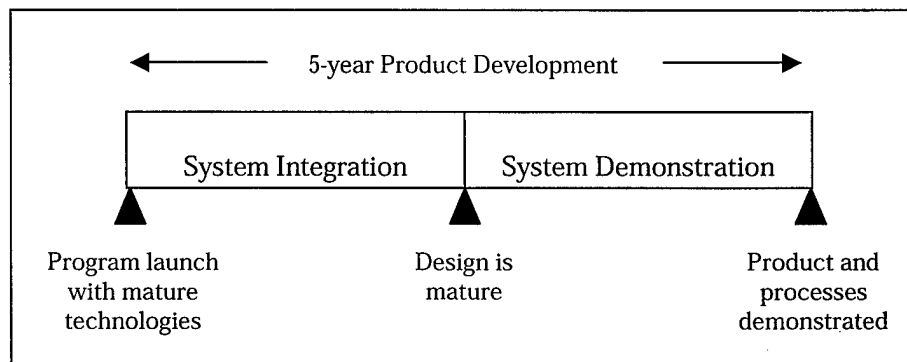 5-year Product Development
System Integration
System Demonstration
Program launch
with mature
technologies
Design is
mature
Product and
processes
demonstrated